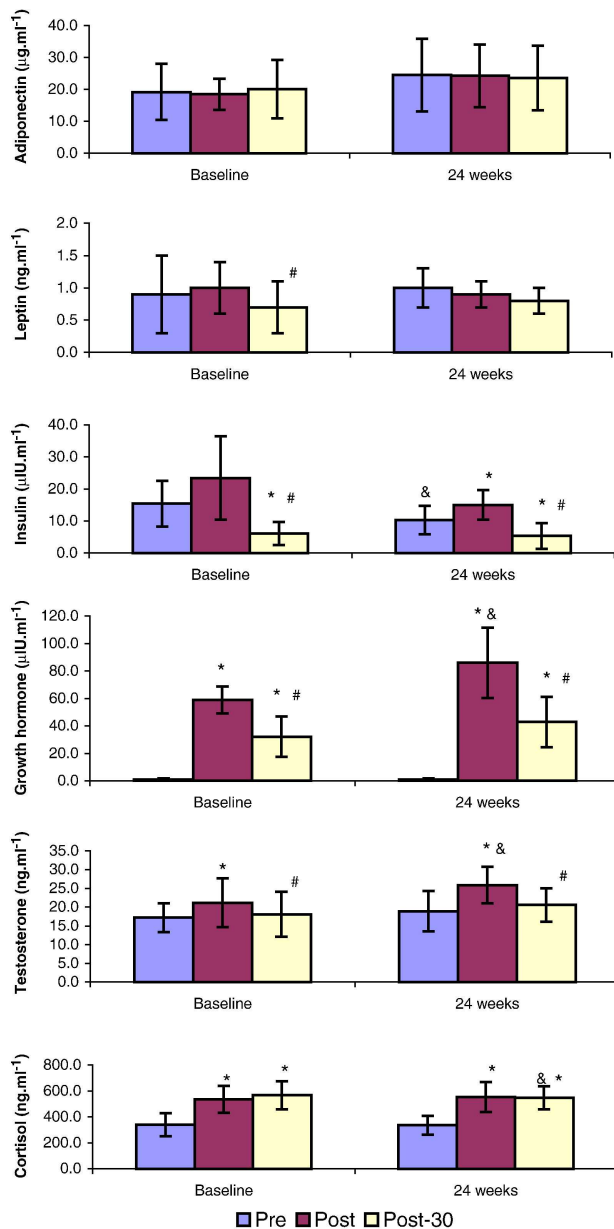 Adiponectin (µg.ml⁻¹)
40.0
30.0
20.0
10.0
0.0
Baseline 24 weeks
Leptin (ng.ml⁻¹)
2.0
1.5
1.0
0.5
0.0
#
Baseline 24 weeks
Insulin (µIU.ml⁻¹)
40.0
30.0
20.0
10.0
0.0
* # & * * #
Baseline 24 weeks
Growth hormone (µIU.ml⁻¹)
120.0
100.0
80.0
60.0
40.0
20.0
0.0
* & 
* * # * #
Baseline 24 weeks
Testosterone (ng.ml⁻¹)
35.0
30.0
25.0
20.0
15.0
10.0
5.0
0.0
* &
* # #
Baseline 24 weeks
Cortisol (ng.ml⁻¹)
800.0
600.0
400.0
200.0
0.0
* * * & *
Baseline 24 weeks
Pre Post Post-30